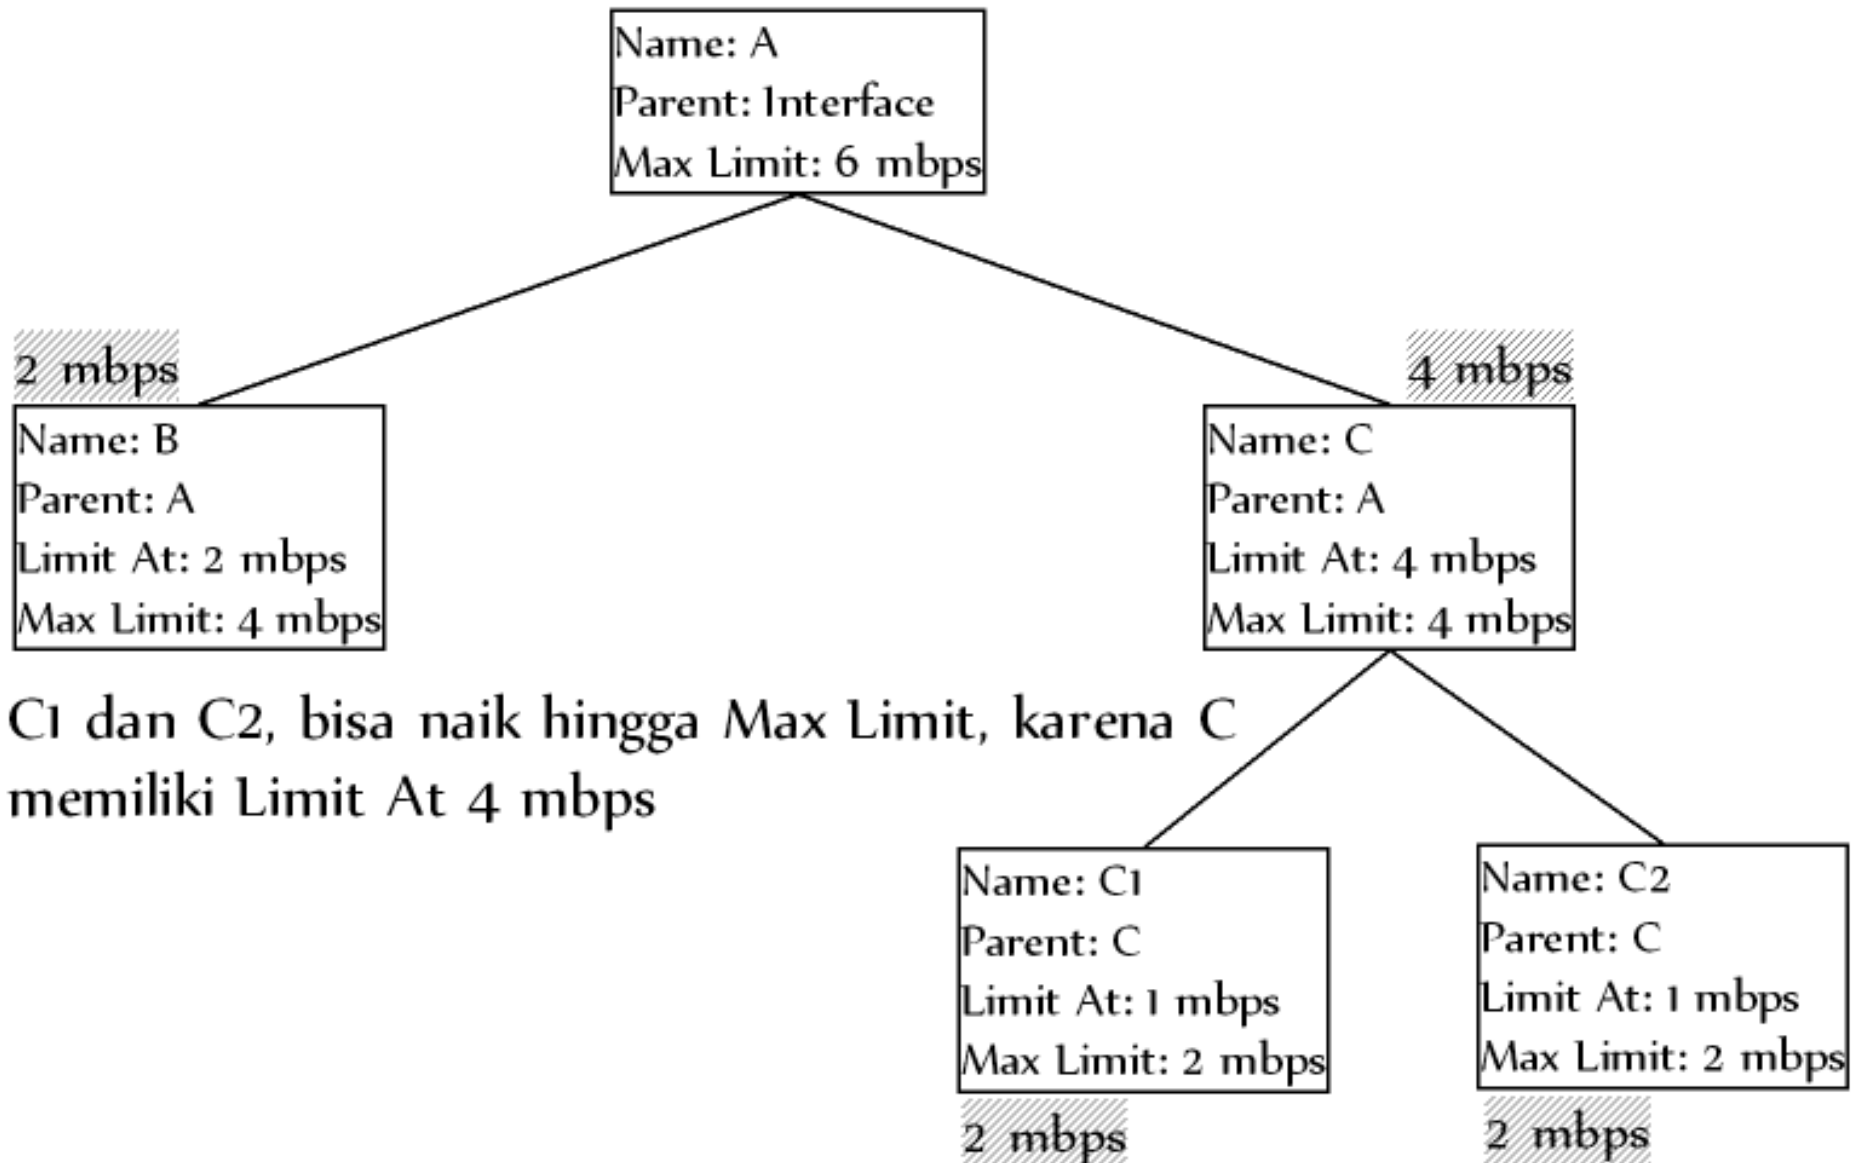 Name: A
Parent: Interface
Max Limit: 6 mbps
2 mbps
Name: B
Parent: A
Limit At: 2 mbps
Max Limit: 4 mbps
4 mbps
Name: C
Parent: A
Limit At: 4 mbps
Max Limit: 4 mbps
C1 dan C2, bisa naik hingga Max Limit, karena C
memiliki Limit At 4 mbps
Name: C1
Parent: C
Limit At: 1 mbps
Max Limit: 2 mbps
2 mbps
Name: C2
Parent: C
Limit At: 1 mbps
Max Limit: 2 mbps
2 mbps